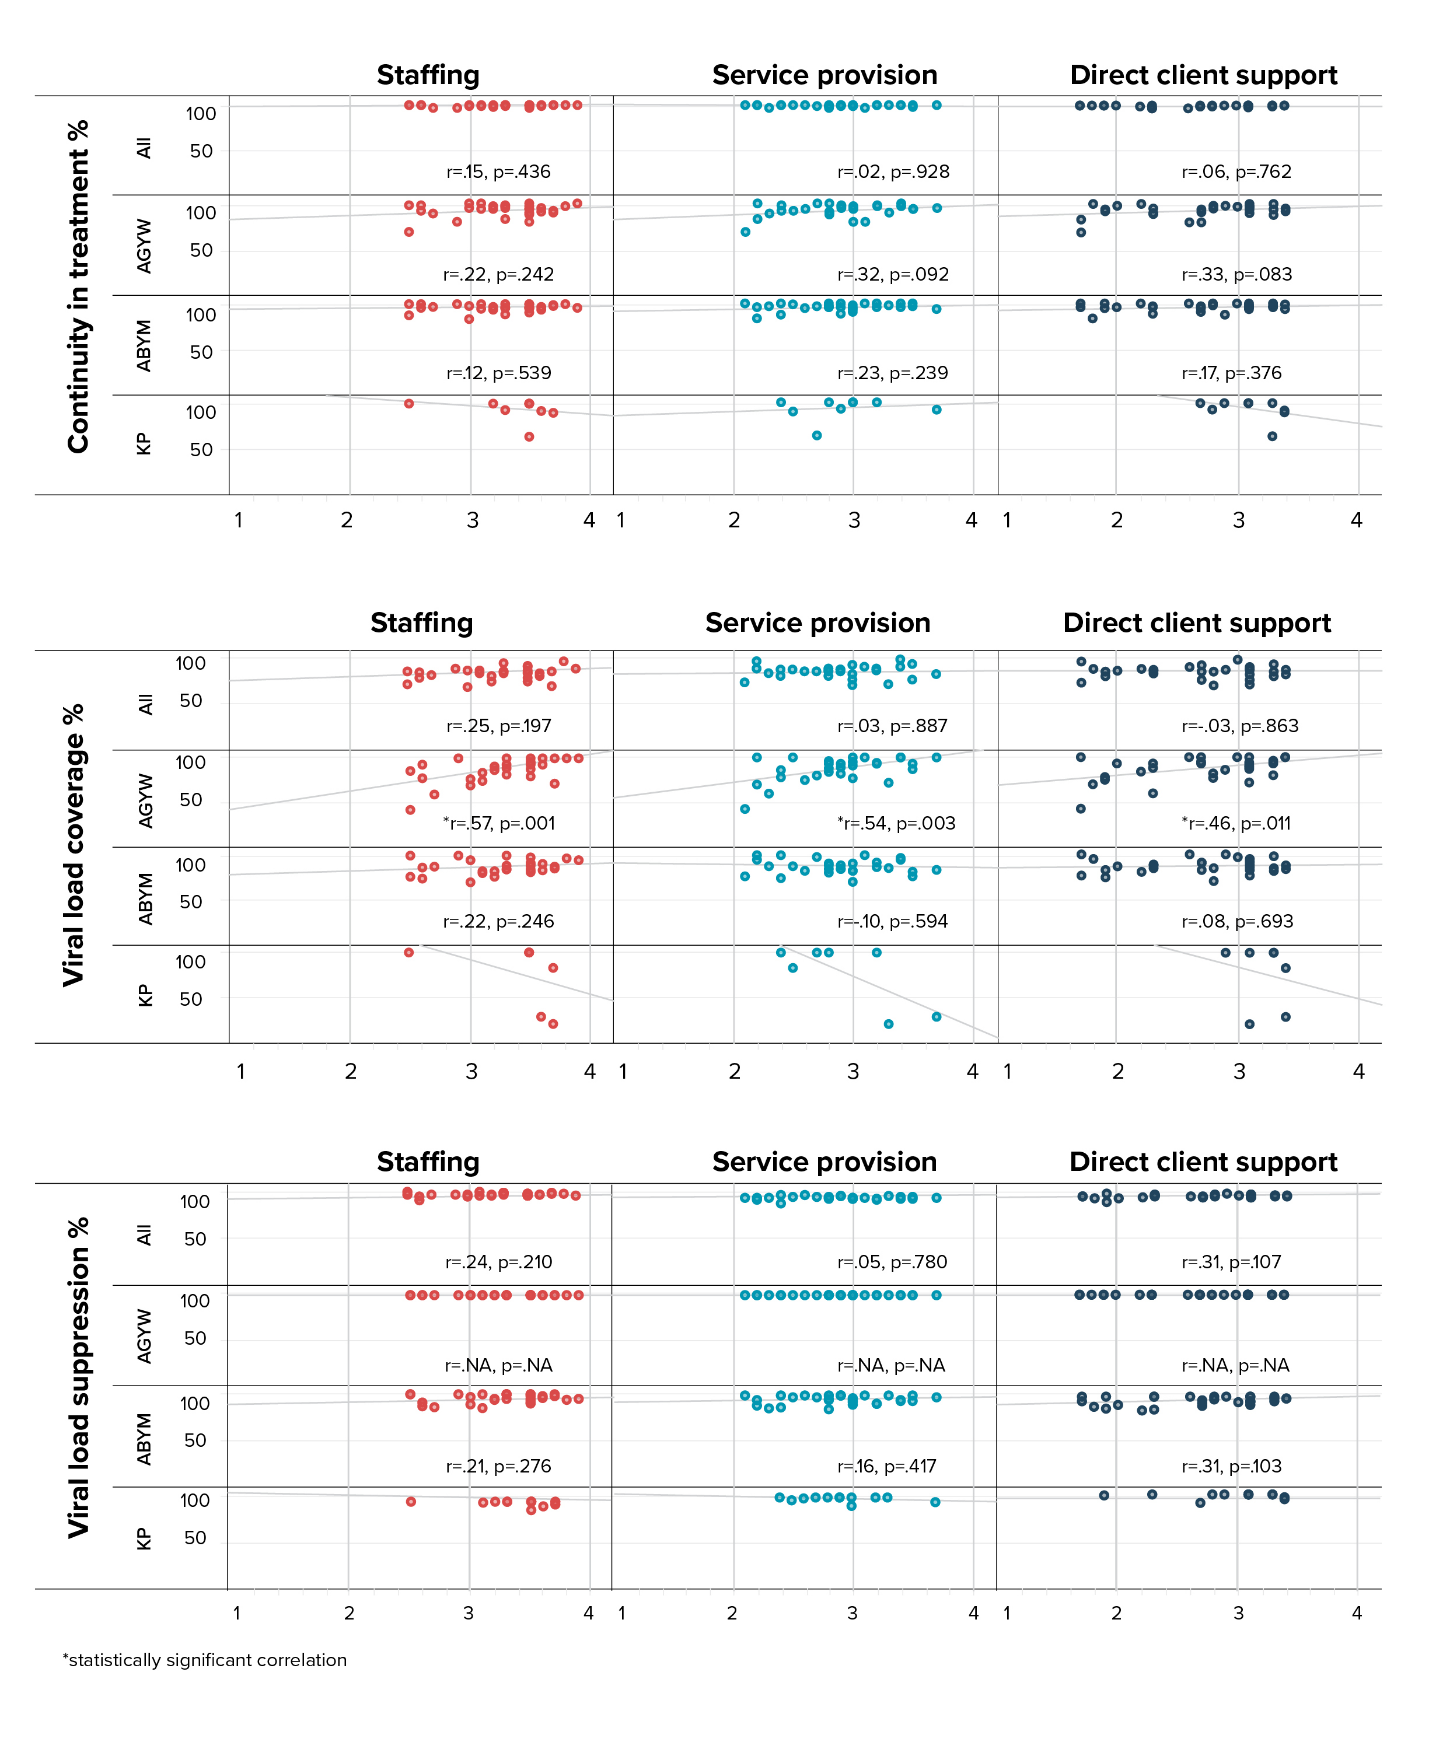 Staffing Service provision Direct client support
Continuity in treatment %
All
100
50
r=.15, p=.436 r=.02, p=.928 r=.06, p=.762
AGYW
100
50
r=.22, p=.242 r=.32, p=.092 r=.33, p=.083
ABYM
100
50
r=.12, p=.539 r=.23, p=.239 r=.17, p=.376
KP
100
50
1 2 3 4 1 2 3 4 1 2 3 4
Staffing Service provision Direct client support
Viral load coverage %
All
100
50
r=.25, p=.197 r=.03, p=.887 r=-.03, p=.863
AGYW
100
50
*r=.57, p=.001 *r=.54, p=.003 *r=.46, p=.011
ABYM
100
50
r=.22, p=.246 r=-.10, p=.594 r=.08, p=.693
KP
100
50
1 2 3 4 1 2 3 4 1 2 3 4
Staffing Service provision Direct client support
Viral load suppression %
All
100
50
r=.24, p=.210 r=.05, p=.780 r=.31, p=.107
AGYW
100
50
r=.NA, p=.NA r=.NA, p=.NA r=.NA, p=.NA
ABYM
100
50
r=.21, p=.276 r=.16, p=.417 r=.31, p=.103
KP
100
50
1 2 3 4 1 2 3 4 1 2 3 4
*statistically significant correlation